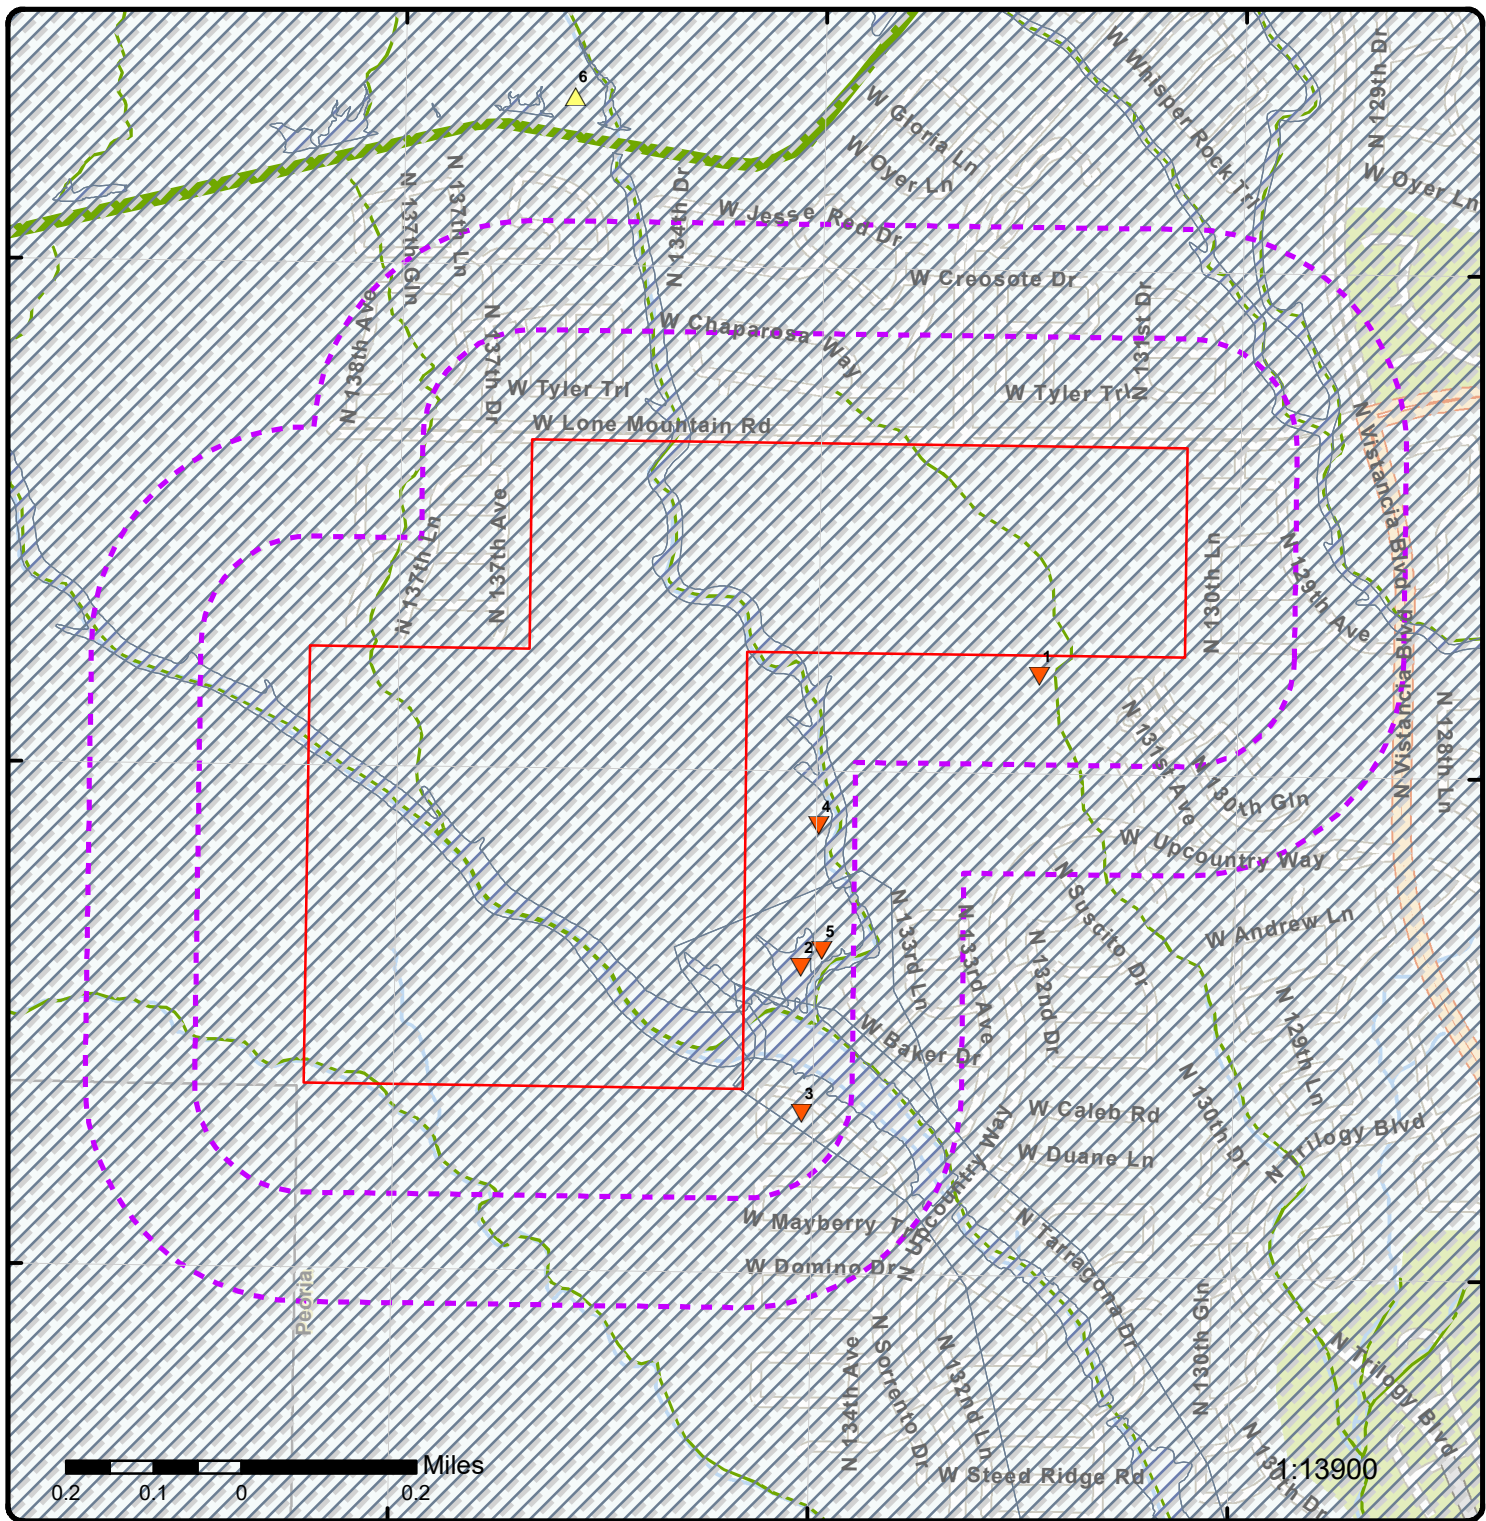 6
W Whisper Rock Trl
N 129th Dr
W Gloria Ln
W Oyer Ln
W Oyer Ln
N 137th Gln
N 137th Ln
N 134th Dr
W Jesse Red Dr
W Creosote Dr
N 138th Ave
N 137th Dr
W Chaparosa Way
N 131st Dr
W Tyler Trl
W Tyler Trl
W Lone Mountain Rd
N Vistancia Blvd
N 137th Ln
N 137th Ave
N 130th Ln
N 129th Ave
1
N Vistancia Blvd
N 128th Ln
N 131st Ave
N 130th Gln
4
W Upcountry Way
N Suscito Dr
N 133rd Ln
N 133rd Ave
N 132nd Dr
W Andrew Ln
5
2
W Baker Dr
N 129th Ln
3
W Caleb Rd
N 130th Dr
N Trilogy Blvd
W Duane Ln
N Upcountry Way
W Mayberry Tr
W Domino Dr
N Tarragona Dr
Peoria
N 134th Ave
N Sorrento Dr
N 132nd Ln
N 130th Gln
N Trilogy Blvd
N 130th Dr
W Steed Ridge Rd
Miles
1:13900
0.2 0.1 0 0.2